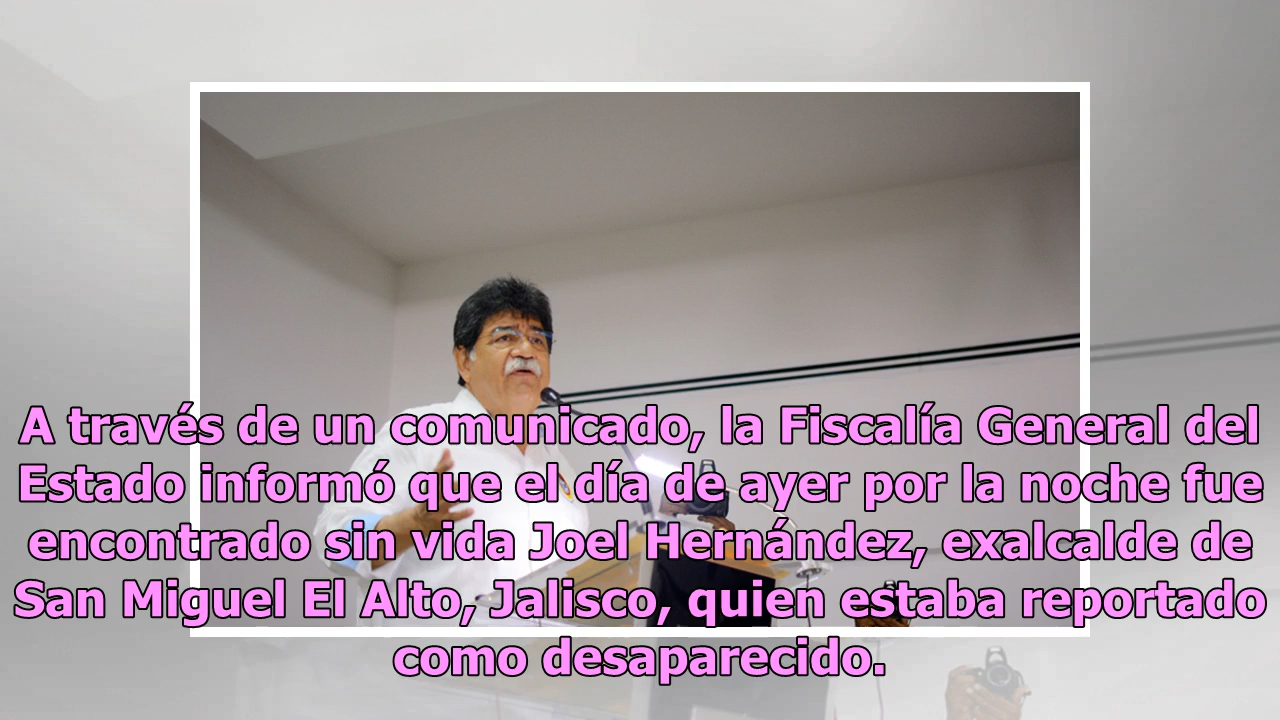 A través de un comunicado, la Fiscalía General del
Estado informó que el día de ayer por la noche fue
encontrado sin vida Joel Hernández, exalcalde de
San Miguel El Alto, Jalisco, quien estaba reportado
como desaparecido.